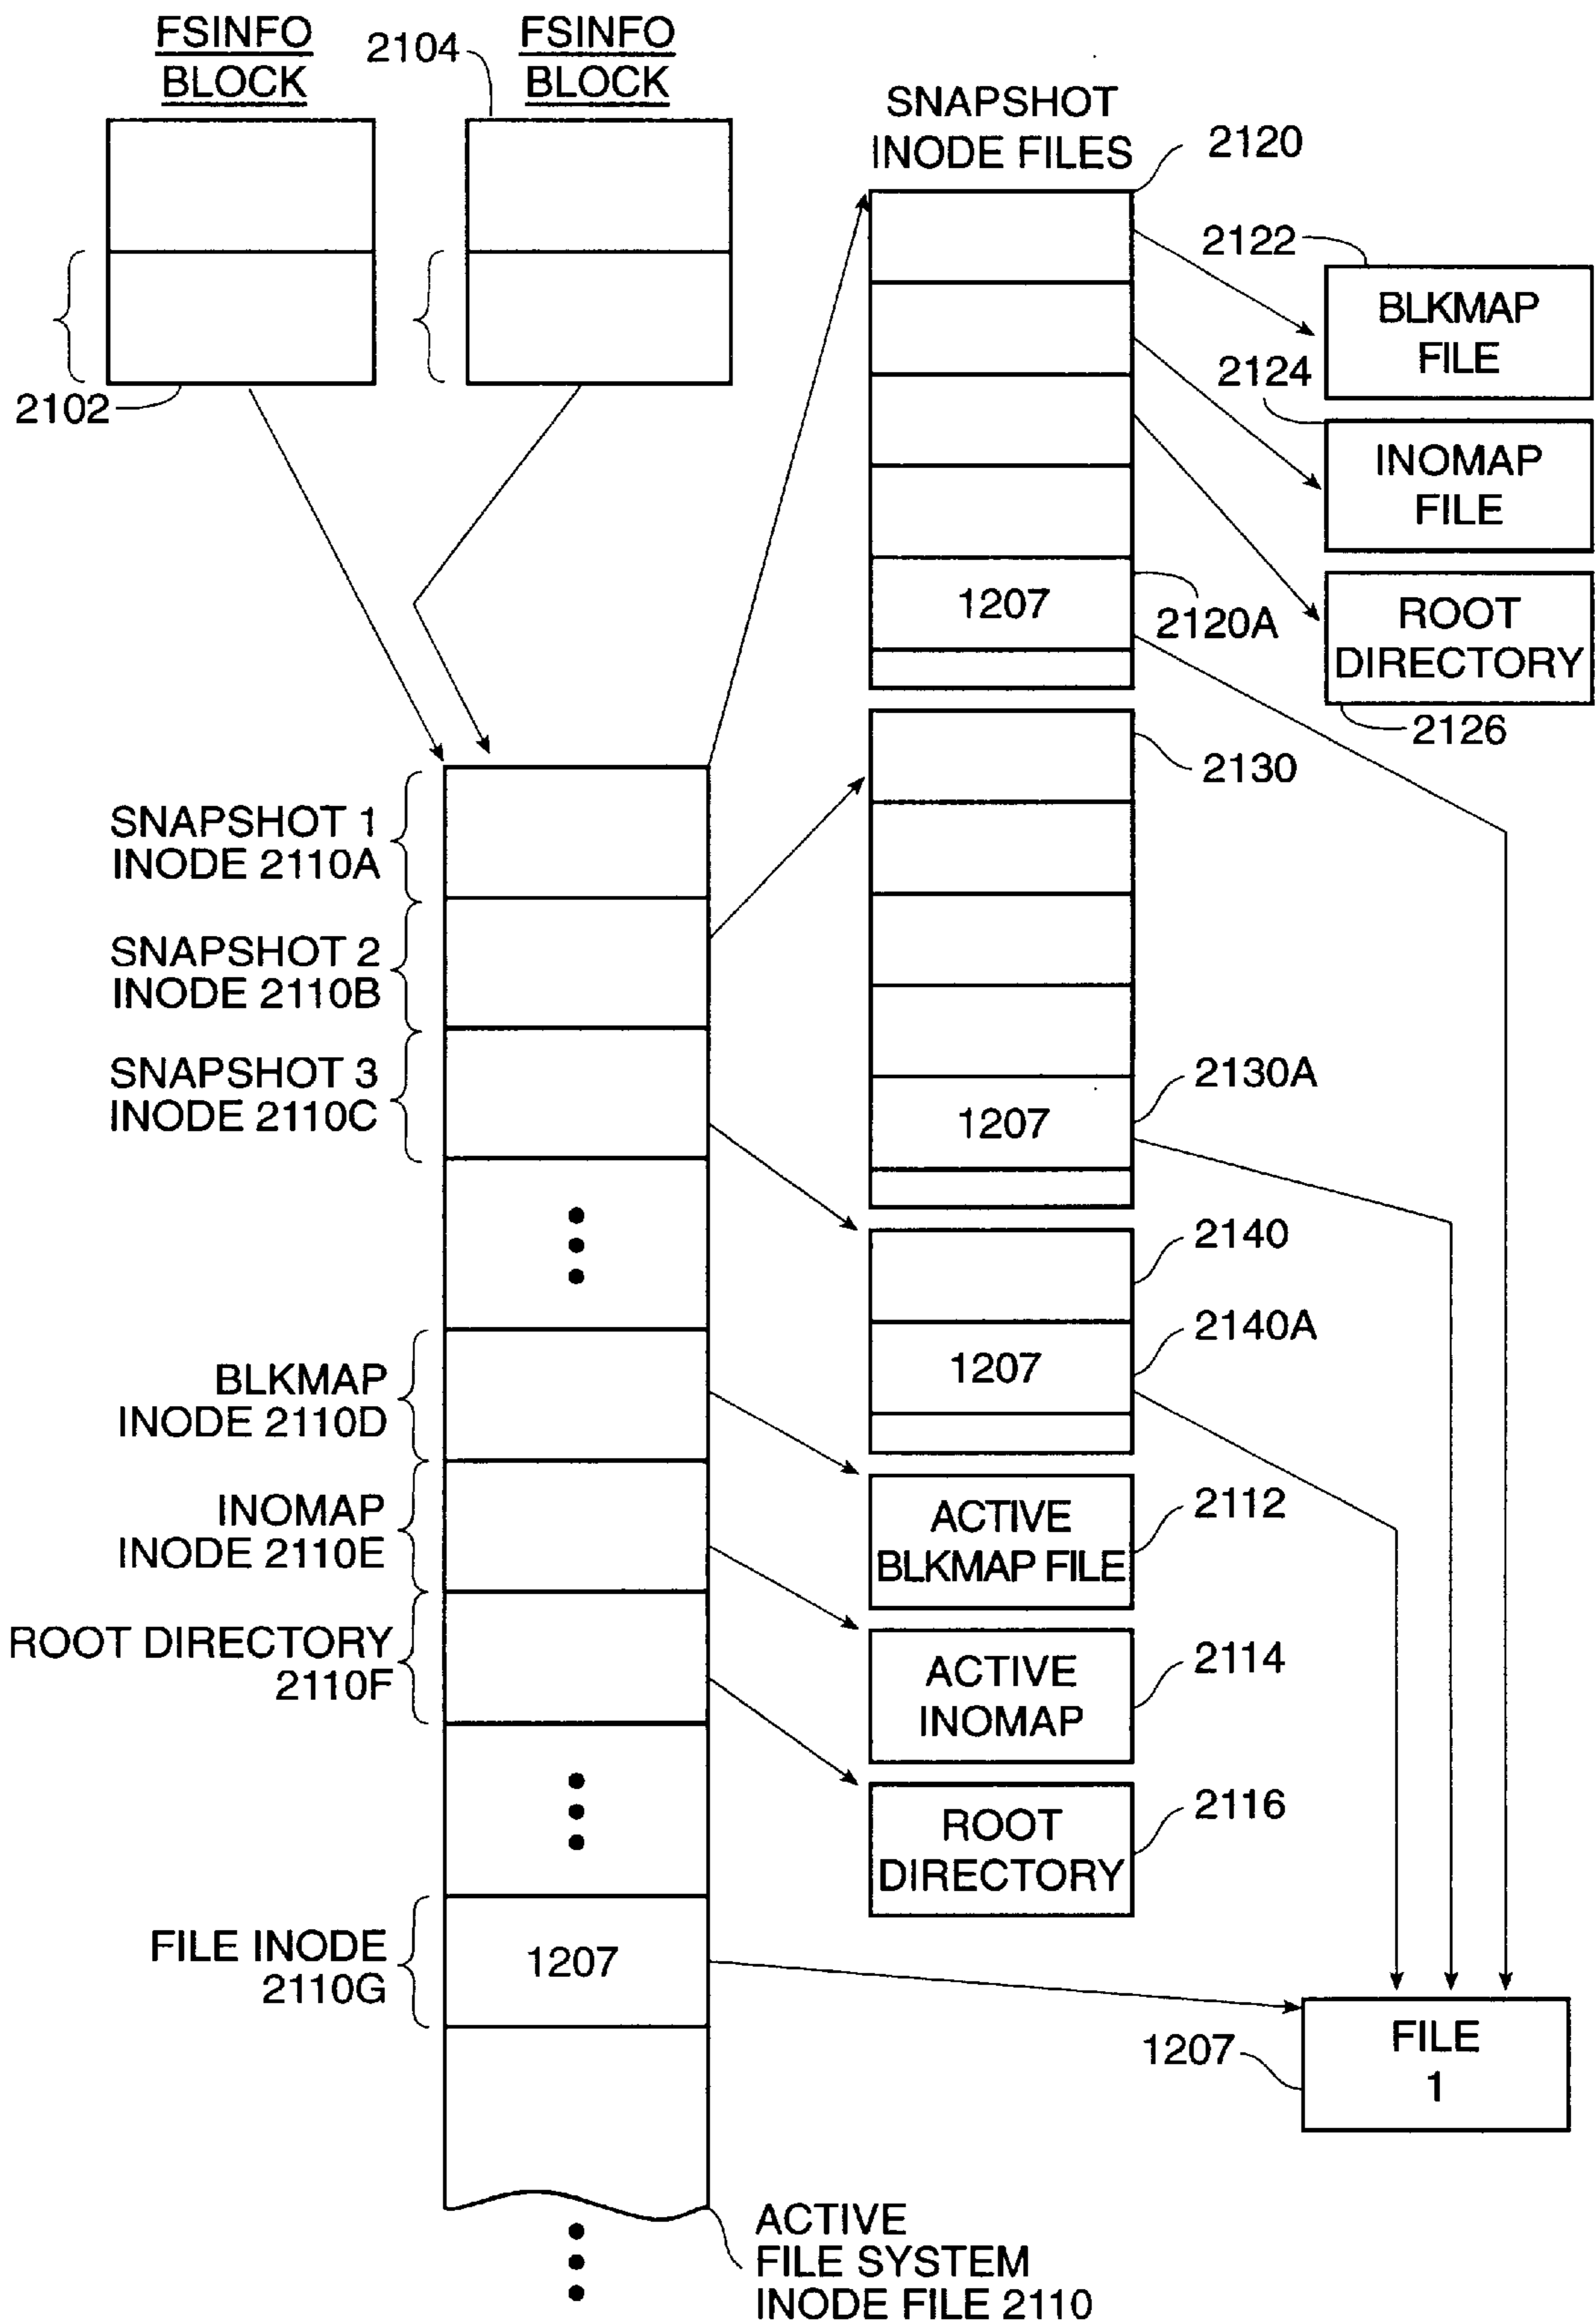 FSINFO
BLOCK
FSINFO
BLOCK
2104
2102
SNAPSHOT
INODE FILES
2120
2122
BLKMAP
FILE
2124
INOMAP
FILE
1207
2120A
ROOT
DIRECTORY
2126
2130
SNAPSHOT 1
INODE 2110A
SNAPSHOT 2
INODE 2110B
SNAPSHOT 3
INODE 2110C
1207
2130A
2140
1207
2140A
BLKMAP
INODE 2110D
ACTIVE
BLKMAP FILE
2112
INOMAP
INODE 2110E
ROOT DIRECTORY
2110F
ACTIVE
INOMAP
2114
ROOT
DIRECTORY
2116
FILE INODE
2110G
1207
1207
FILE
1
ACTIVE
FILE SYSTEM
INODE FILE 2110